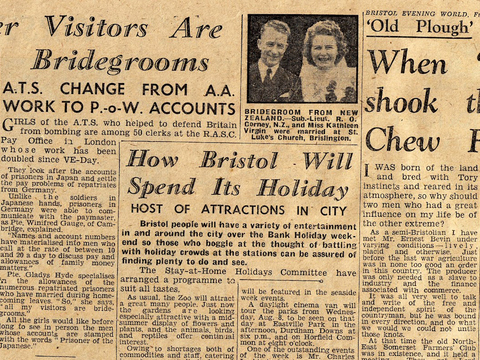 er Visitors Are
Bridegrooms
A.T.S. CHANGE FROM A.A.
WORK TO P.-o-W. ACCOUNTS
GIRLS of the A.T.S. who helped to defend Britain
from bombing are among 50 clerks at the R.A.S.C.
Pay Office in London
whose work has been
doubled since VE-Day.
They look after the accounts
of prisoners in Japan and settle
the pay problems of repatriates
from Germany.
Unlike the soldiers in
Japanese hands, prisoners in
Germany were able to com-
municate with the paymaster,
as Pte. Winifred Gauge, of Cam-
bridge, explained.
"Names and account numbers
have materialised into men who
call at the rate of between 10
and 20 a day to discuss pay and
allowances of family money
matters."
Pte. Gladys Hyde specialises
in the allowances of the
numerous repatriated prisoners
who are married during home-
coming leave. "So," she says,
"all my visitors are bride-
grooms."
All the girls would like before
long to see in person the men
whose accounts are stamped
with the words "Prisoner of the
Japanese."
BRIDEGROOM FROM NEW
ZEALAND.—Sub.-Lieut. R. O.
Corney, N.Z., and Miss Kathleen
Virgin were married at St.
Luke's Church, Brislington.
How Bristol Will
Spend Its Holiday
HOST OF ATTRACTIONS IN CITY
Bristol people will have a variety of entertainment
in and around the city over the Bank Holiday week-
end so those who boggle at the thought of battling
with holiday crowds at the stations can be assured of
finding plenty to do and see.
The Stay-at-Home Holidays Committee have
arranged a programme to
suit all tastes.
As usual, the Zoo will attract
a great many people. Just now
the gardens are looking
especially attractive with a mid-
summer display of flowers and
plants, and the animals, birds,
and reptiles offer continual
interest.
Owing to shortages both of
commodities and staff, catering
will be featured in the seaside
week events.
A daylight cinema van will
tour the parks from Wednes-
day, Aug. 8, to be seen on that
day at Eastville Park in the
afternoon, Durdham Downs at
6.30 p.m., and on Horfield Com-
mon at eight o'clock.
One of the outstanding events
of the week is Mr. Charles
BRISTOL EVENING WORLD, F
'Old Plough'
When "
shook t
Chew
I WAS born of the land
and bred with Tory
instincts and reared in its
atmosphere, so why should
two men who had a great
influence on my life be of
the other extreme?
As a semi-Bristolian I have
met Mr. Ernest Bevin under
varying conditions—lively,
placid, and otherwise. Even
before the last war agriculture
was in none too good a position
in this country. The producer
was only needed as a slave to
industry and the finance
associated with commerce.
It was all very well to talk
and write of the free and
independent spirit of the
countryman, but he was bound
in every direction, and do what
we would we could not untie
those knots.
At that time the old North-
East Somerset Farmers' Club
was in existence, and it held a